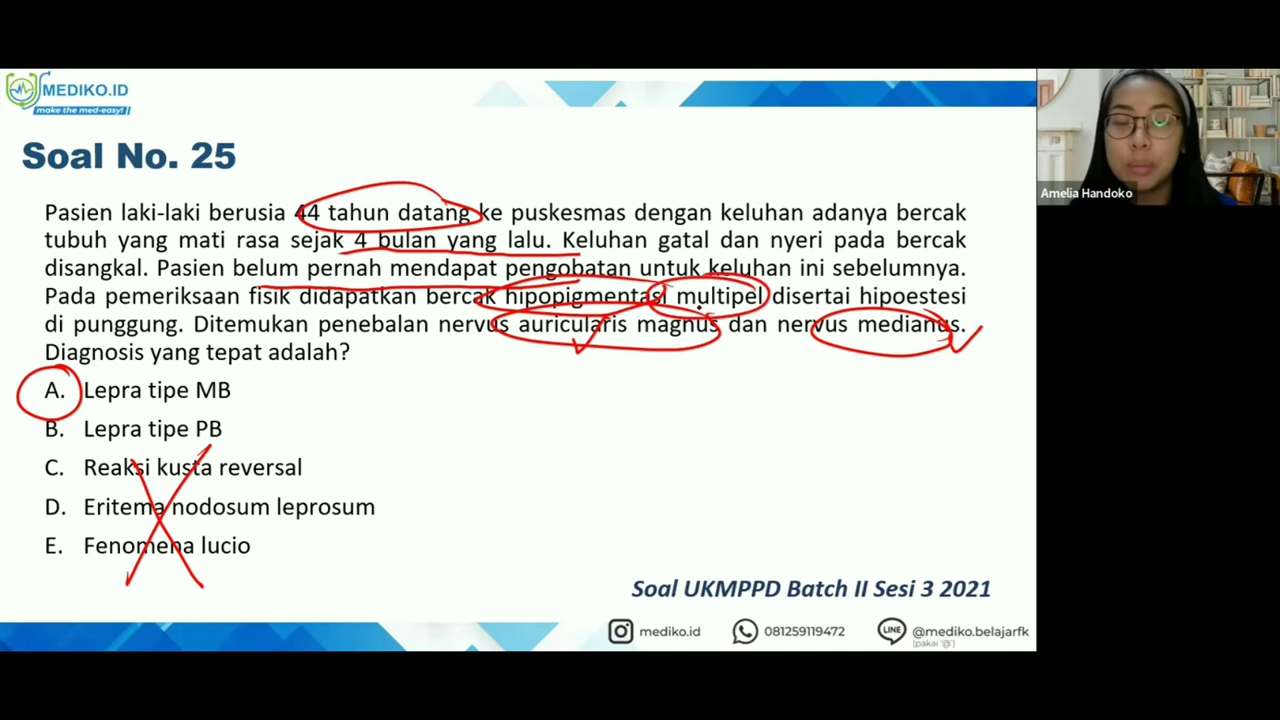 MEDIKO.ID
make the med-easy!
Soal No. 25
Amelia Handoko
Pasien laki-laki berusia 44 tahun datang ke puskesmas dengan keluhan adanya bercak
tubuh yang mati rasa sejak 4 bulan yang lalu. Keluhan gatal dan nyeri pada bercak
disangkal. Pasien belum pernah mendapat pengobatan untuk keluhan ini sebelumnya.
Pada pemeriksaan fisik didapatkan bercak hipopigmentasi multipel disertai hipoestesi
di punggung. Ditemukan penebalan nervus auricularis magnus dan nervus medianus.
Diagnosis yang tepat adalah?
A. Lepra tipe MB
B. Lepra tipe PB
C. Reaksi kusta reversal
D. Eritema nodosum leprosum
E. Fenomena lucio
Soal UKMPPD Batch II Sesi 3 2021
mediko.id
081259119472
LINE
@mediko.belajarfk
(pakai '@')